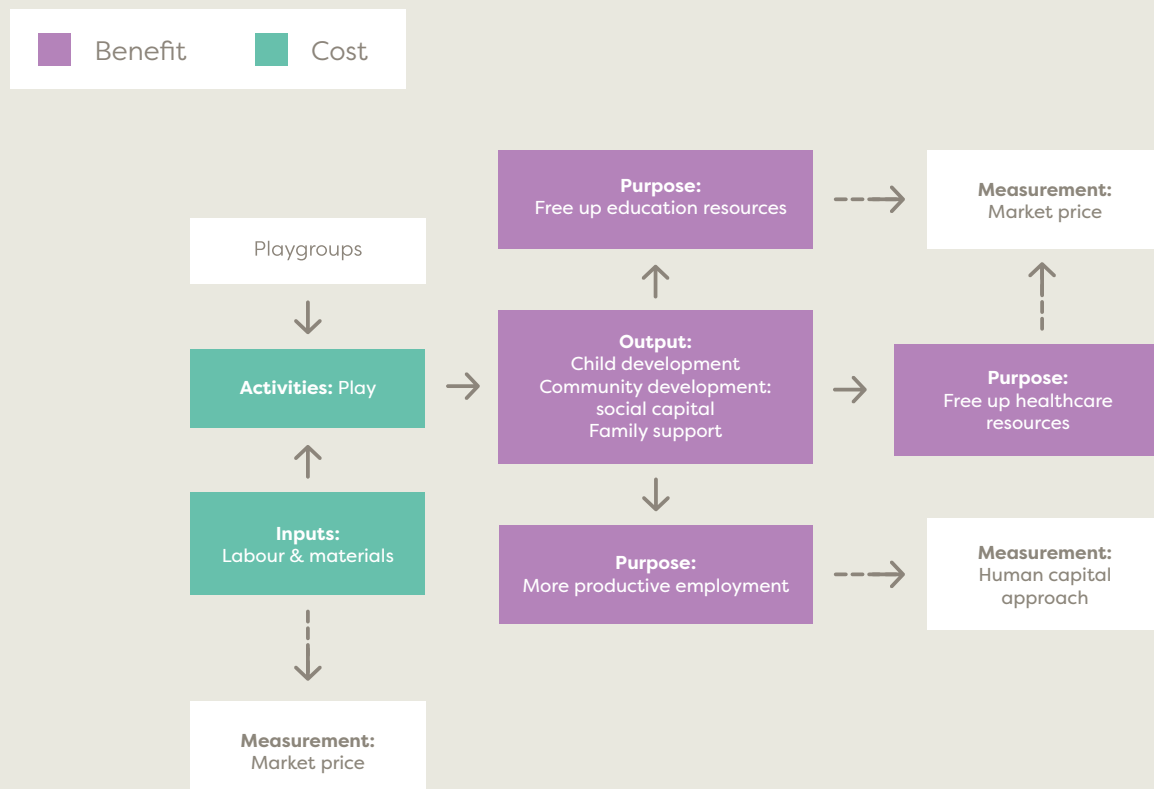 Benefit
Cost
Purpose:
Free up education resources
Measurement:
Market price
Playgroups
Activities: Play
Output:
Child development
Community development:
social capital
Family support
Purpose:
Free up healthcare
resources
Inputs:
Labour & materials
Purpose:
More productive employment
Measurement:
Human capital
approach
Measurement:
Market price